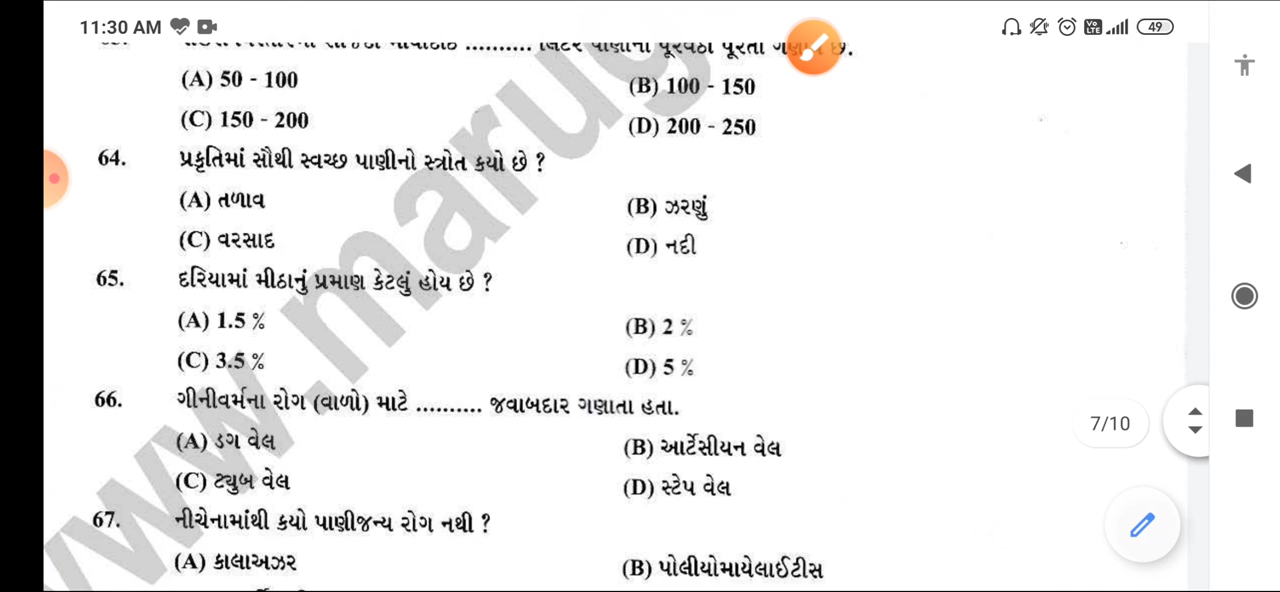 11:30 AM
49
.......... લિટર પાણીનો પૂરવઠો પૂરતો છે.
(A) 50 - 100
(B) 100 - 150
(C) 150 - 200
(D) 200 - 250
64. પ્રકૃતિમાં સૌથી સ્વચ્છ પાણીનો સ્ત્રોત કયો છે ?
(A) તળાવ
(B) ઝરણું
(C) વરસાદ
(D) નદી
65. દરિયામાં મીઠાનું પ્રમાણ કેટલું હોય છે ?
(A) 1.5 %
(B) 2 %
(C) 3.5 %
(D) 5 %
66. ગીનીવર્મના રોગ (વાળો) માટે .......... જવાબદાર ગણાતા હતા.
(A) ડગ વેલ
(B) આર્ટેસીયન વેલ
(C) ટ્યુબ વેલ
(D) સ્ટેપ વેલ
7/10
67. નીચેનામાંથી કયો પાણીજન્ય રોગ નથી ?
(A) કાલાઅઝર
(B) પોલીયોમાયેલાઈટીસ
www.marug